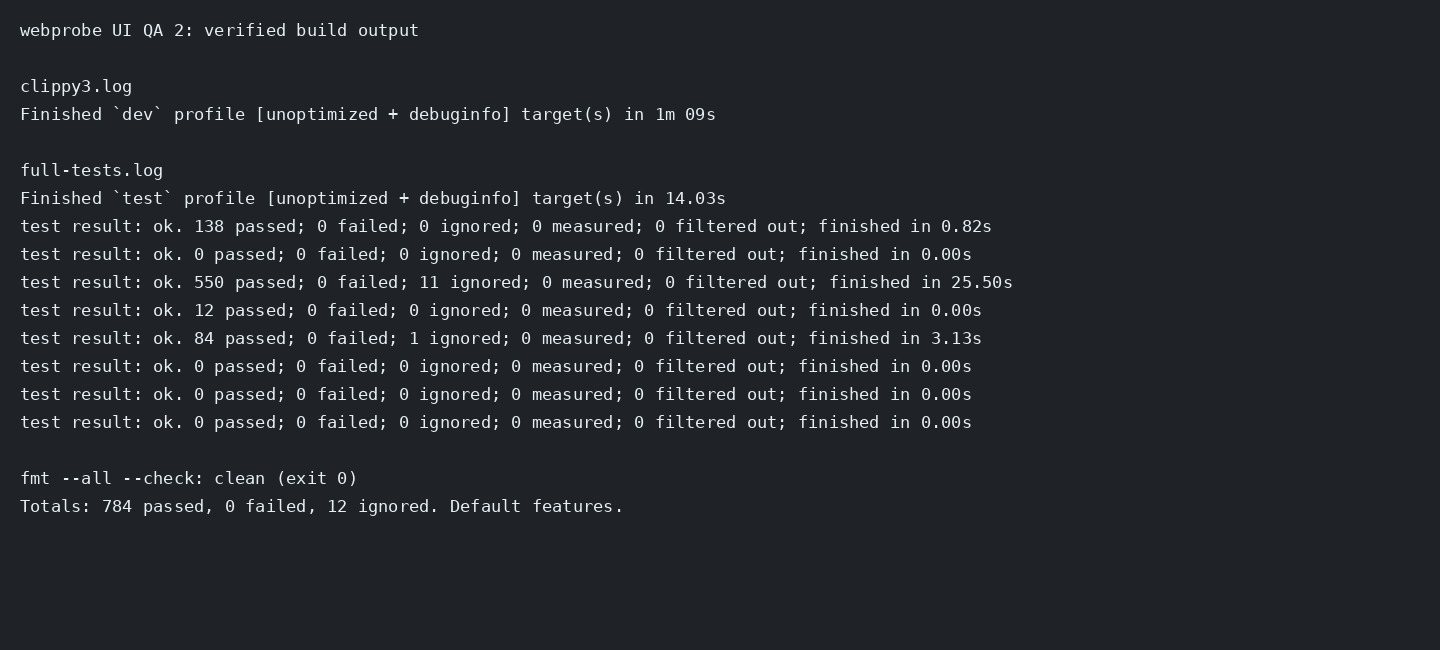 webprobe UI QA 2: verified build output
clippy3.log
Finished `dev` profile [unoptimized + debuginfo] target(s) in 1m 09s
full-tests.log
Finished `test` profile [unoptimized + debuginfo] target(s) in 14.03s
test result: ok. 138 passed; 0 failed; 0 ignored; 0 measured; 0 filtered out; finished in 0.82s
test result: ok. 0 passed; 0 failed; 0 ignored; 0 measured; 0 filtered out; finished in 0.00s
test result: ok. 550 passed; 0 failed; 11 ignored; 0 measured; 0 filtered out; finished in 25.50s
test result: ok. 12 passed; 0 failed; 0 ignored; 0 measured; 0 filtered out; finished in 0.00s
test result: ok. 84 passed; 0 failed; 1 ignored; 0 measured; 0 filtered out; finished in 3.13s
test result: ok. 0 passed; 0 failed; 0 ignored; 0 measured; 0 filtered out; finished in 0.00s
test result: ok. 0 passed; 0 failed; 0 ignored; 0 measured; 0 filtered out; finished in 0.00s
test result: ok. 0 passed; 0 failed; 0 ignored; 0 measured; 0 filtered out; finished in 0.00s
fmt --all --check: clean (exit 0)
Totals: 784 passed, 0 failed, 12 ignored. Default features.